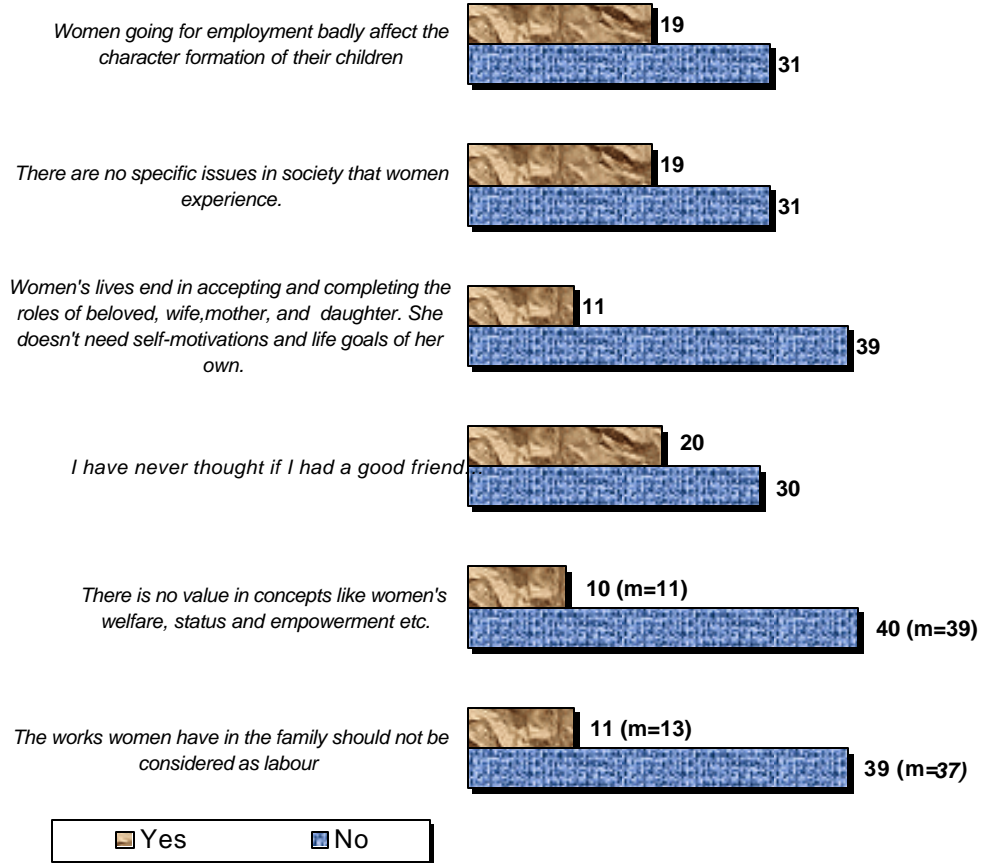 Women going for employment badly affect the
character formation of their children
19
31
There are no specific issues in society that women
experience.
19
31
Women's lives end in accepting and completing the
roles of beloved, wife,mother, and daughter. She
doesn't need self-motivations and life goals of her
own.
11
39
I have never thought if I had a good friend...
20
30
There is no value in concepts like women's
welfare, status and empowerment etc.
10 (m=11)
40 (m=39)
The works women have in the family should not be
considered as labour
11 (m=13)
39 (m=37)
Yes No